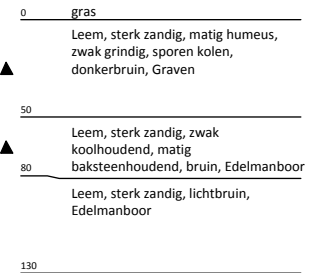 0 gras
Leem, sterk zandig, matig humeus,
zwak grindig, sporen kolen,
donkerbruin, Graven
50
Leem, sterk zandig, zwak
koolhoudend, matig
baksteenhoudend, bruin, Edelmanboor
80
Leem, sterk zandig, lichtbruin,
Edelmanboor
130